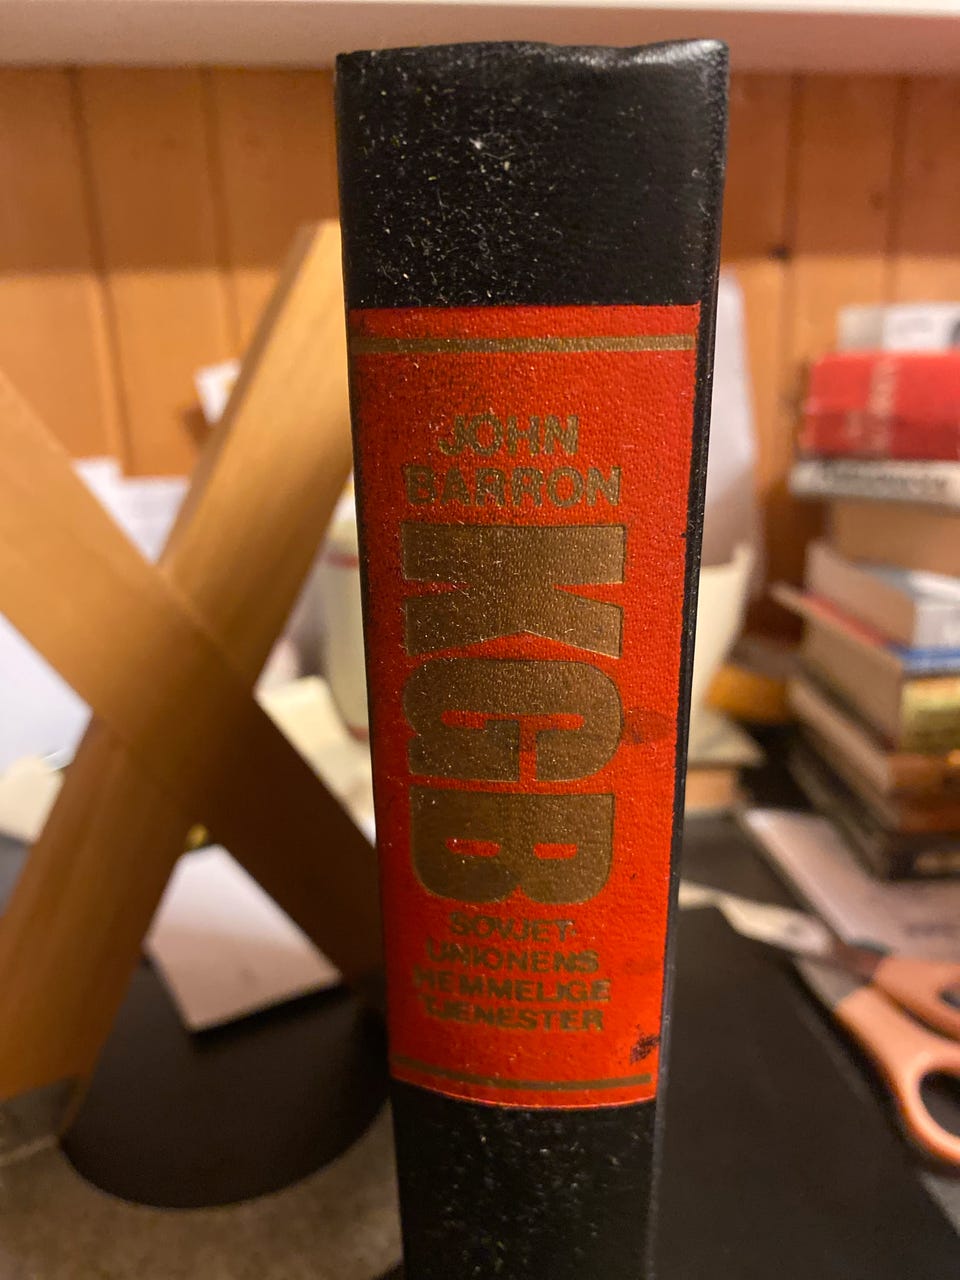 JOHN
BARRON
KGB
SOVJET-
UNIONENS
HEMMELIGE
TJENESTER